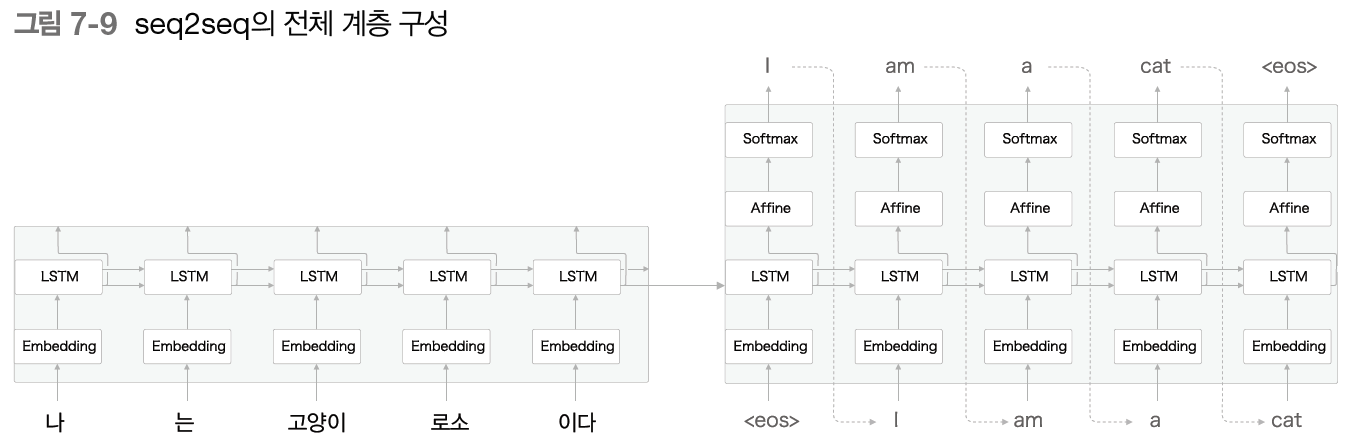 그림 7-9 seq2seq의 전체 계층 구성
I am a cat <eos>
Softmax Softmax Softmax Softmax Softmax
Affine Affine Affine Affine Affine
LSTM LSTM LSTM LSTM LSTM LSTM LSTM LSTM LSTM LSTM
Embedding Embedding Embedding Embedding Embedding Embedding Embedding Embedding Embedding Embedding
나 는 고양이 로소 이다 <eos> I am a cat